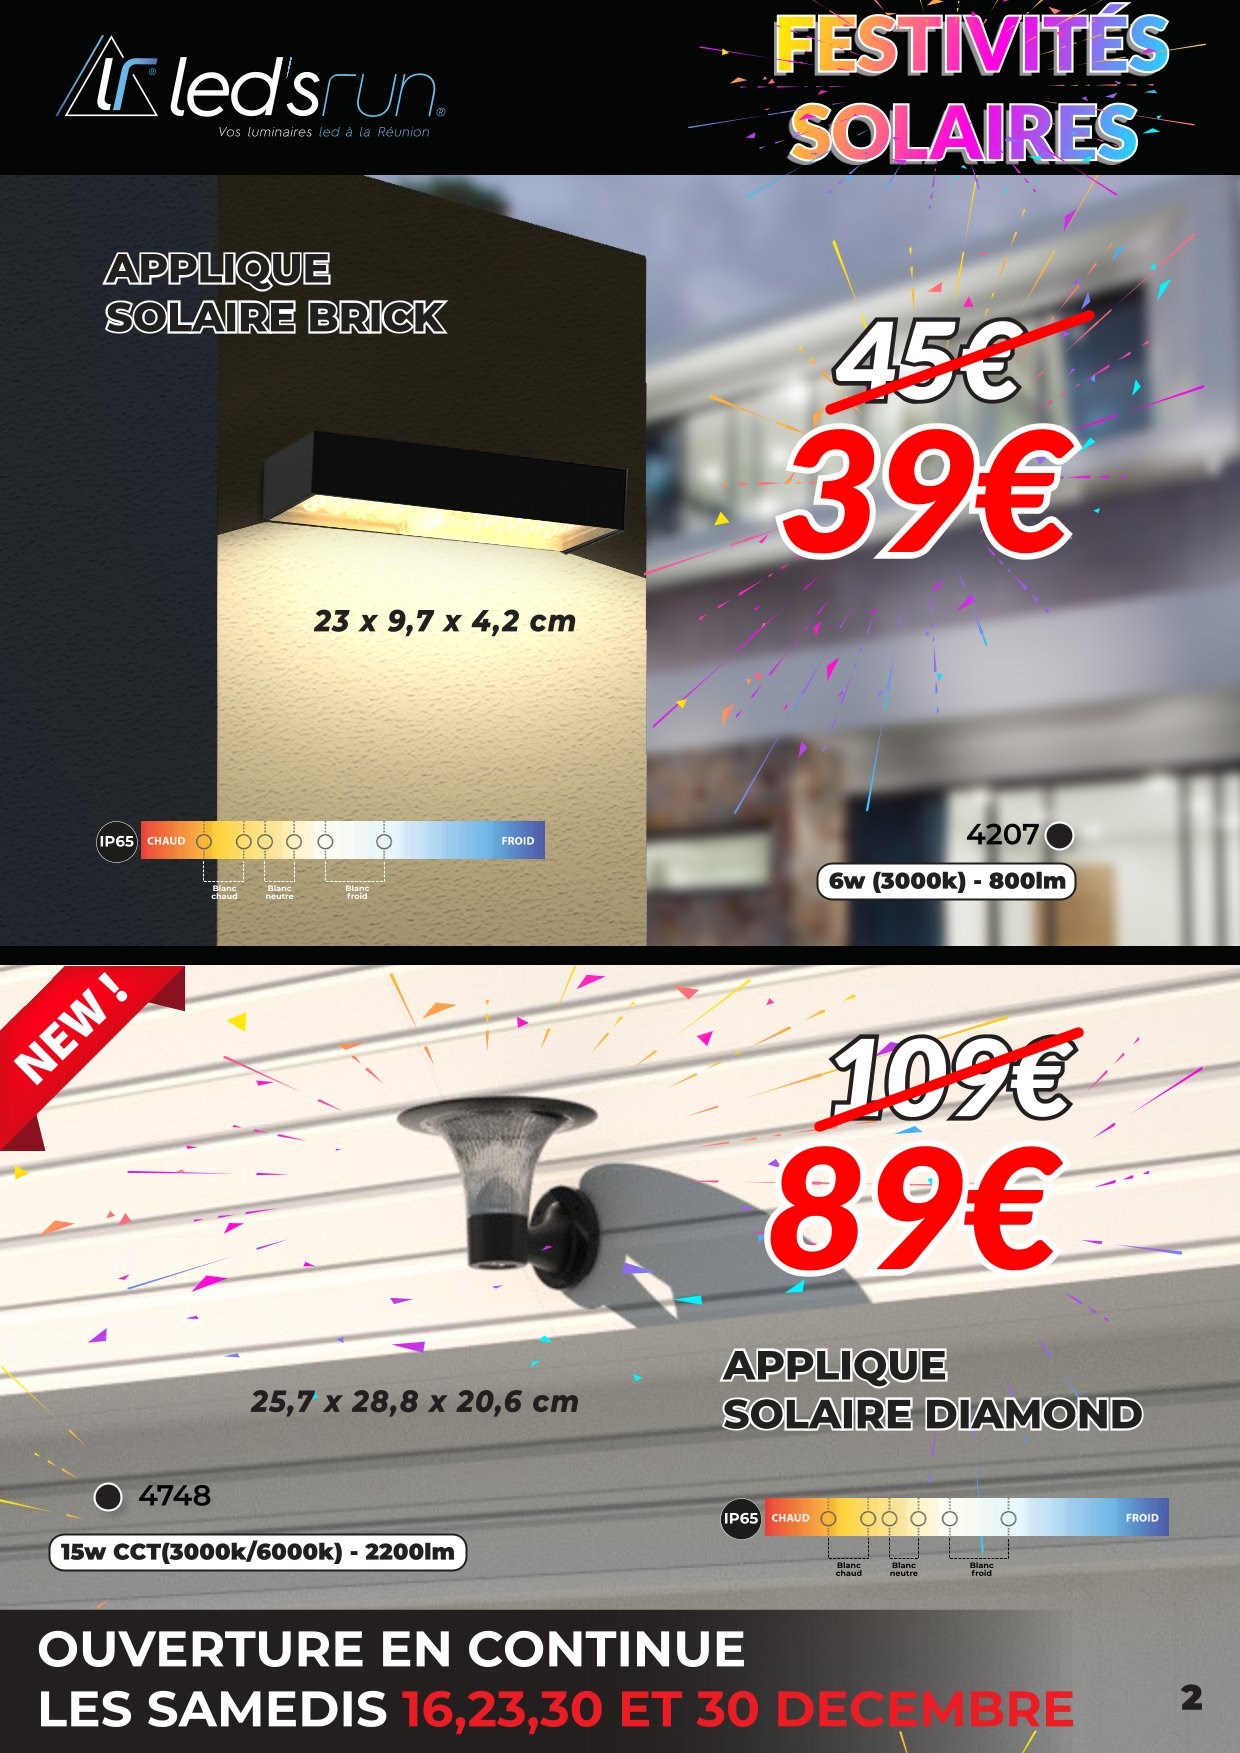 led'srun®
Vos luminaires led à la Réunion
FESTIVITÉS
SOLAIRES
APPLIQUE
SOLAIRE BRICK
45€
39€
23 x 9,7 x 4,2 cm
IP65 CHAUD FROID
Blanc chaud
Blanc neutre
Blanc froid
4207
6w (3000k) - 800lm
NEW !
109€
89€
APPLIQUE
SOLAIRE DIAMOND
25,7 x 28,8 x 20,6 cm
4748
15w CCT(3000k/6000k) - 2200lm
IP65 CHAUD FROID
Blanc chaud
Blanc neutre
Blanc froid
OUVERTURE EN CONTINUE
LES SAMEDIS 16,23,30 ET 30 DECEMBRE
2